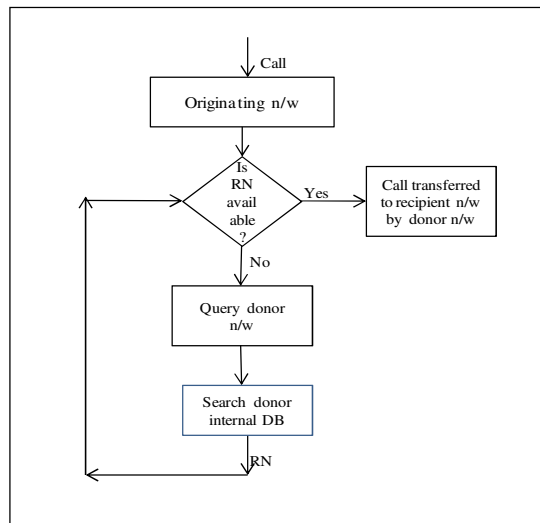 Call
Originating n/w
Is
RN
avail
able
?
Yes
Call transferred
to recipient n/w
by donor n/w
No
Query donor
n/w
Search donor
internal DB
RN